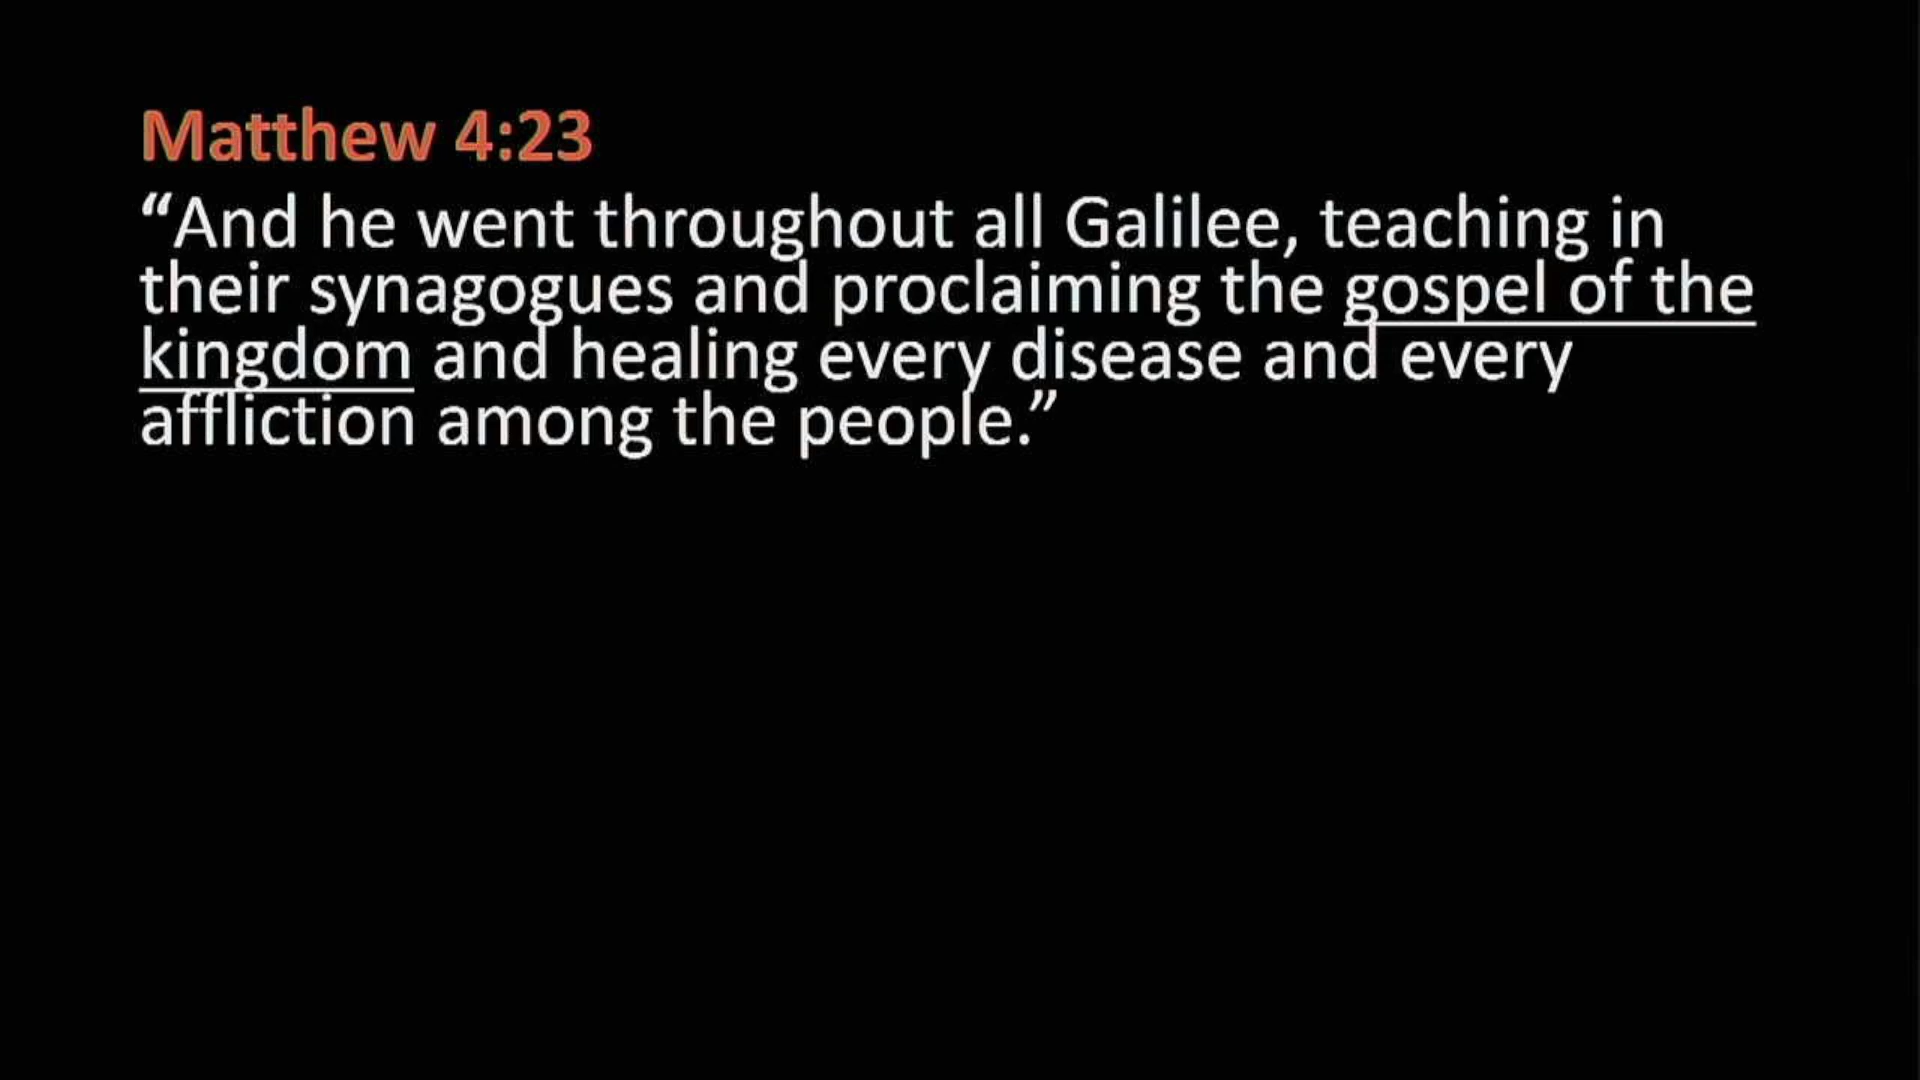 Matthew 4:23
“And he went throughout all Galilee, teaching in
their synagogues and proclaiming the gospel of the
kingdom and healing every disease and every
affliction among the people.”